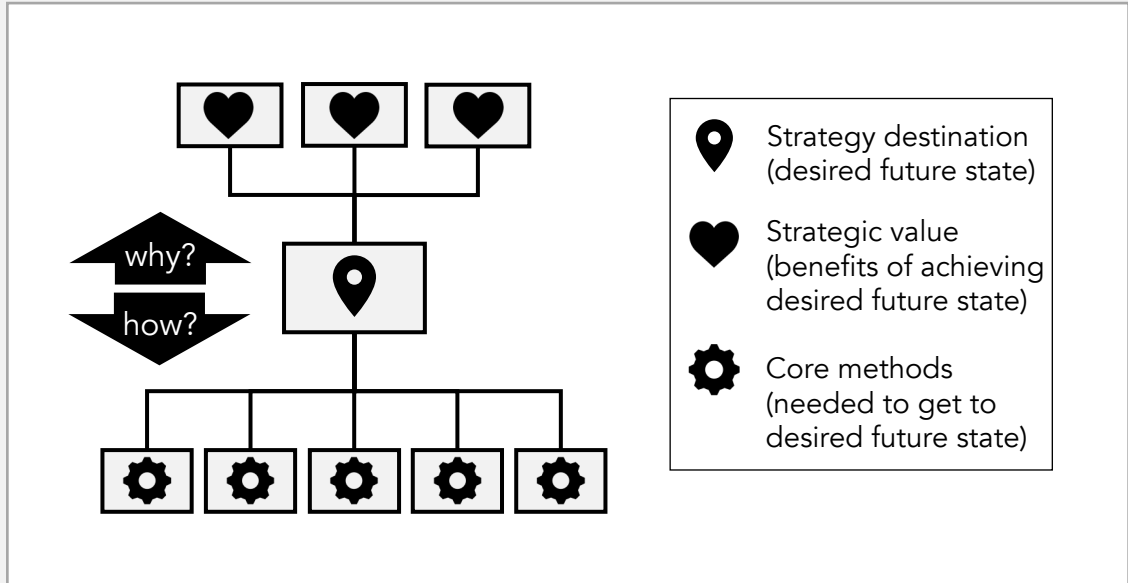 why?
how?
Strategy destination
(desired future state)
Strategic value
(benefits of achieving
desired future state)
Core methods
(needed to get to
desired future state)